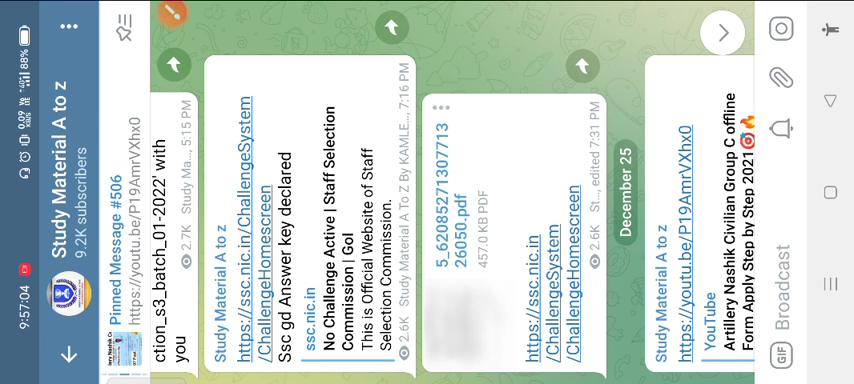 9:57:04
0.09 KB/S
88%
Study Material A to z
9.2K subscribers
Pinned Message #506
https://youtu.be/P19AmrVXhx0
ction_s3_batch_01-2022' with
you
2.7K Study Ma..., 5:15 PM
Study Material A to z
https://ssc.nic.in/ChallengeSystem
/ChallengeHomescreen
Ssc gd Answer key declared
ssc.nic.in
No Challenge Active | Staff Selection
Commission | GoI
This is Official Website of Staff
Selection Commission.
2.6K Study Material A To Z By KAMLE..., 7:16 PM
5_62085271307713
26050.pdf
457.0 KB PDF
https://ssc.nic.in
/ChallengeSystem
/ChallengeHomescreen
2.6K St..., edited 7:31 PM
December 25
Study Material A to z
https://youtu.be/P19AmrVXhx0
YouTube
Artillery Nashik Civilian Group C offline
Form Apply Step by Step 2021🎯🔥
GIF
Broadcast